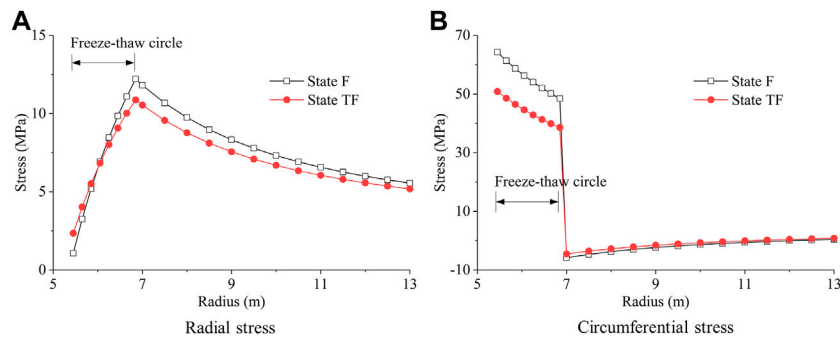 A
Freeze-thaw circle
State F
State TF
Stress (MPa)
15
10
5
0
5
7
9
11
13
Radius (m)
Radial stress
B
State F
State TF
Freeze-thaw circle
Stress (MPa)
70
50
30
10
-10
5
7
9
11
13
Radius (m)
Circumferential stress